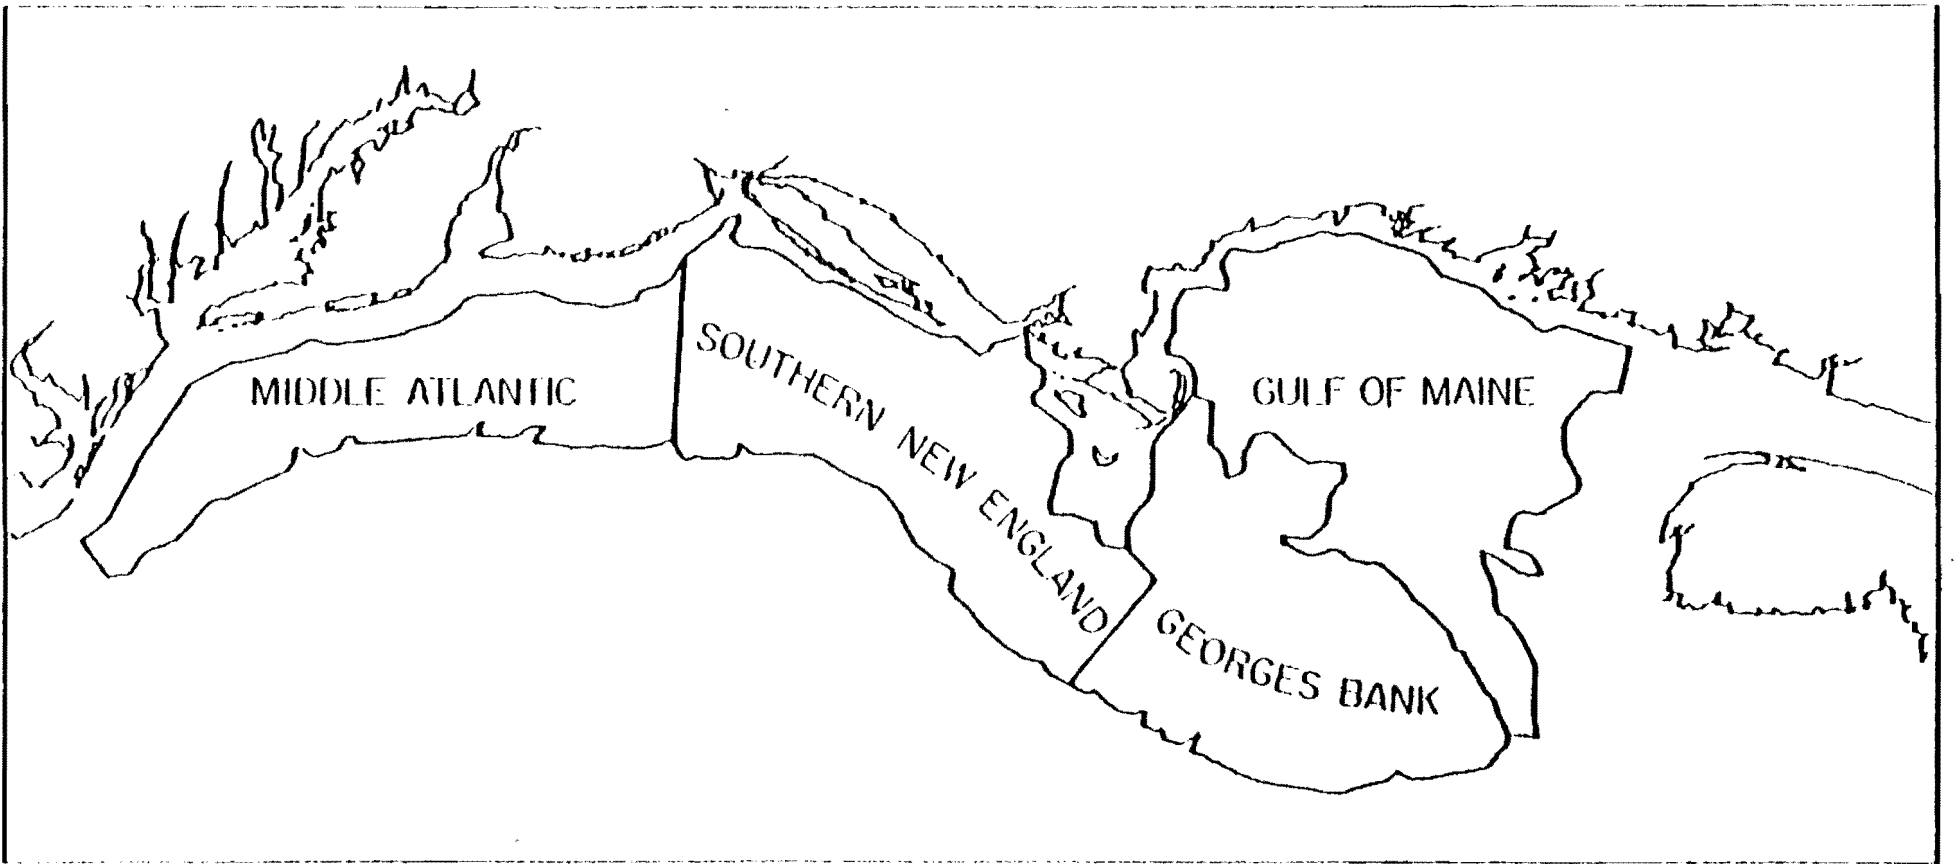 MIDDLE ATLANTIC
SOUTHERN NEW ENGLAND
GULF OF MAINE
GEORGES BANK